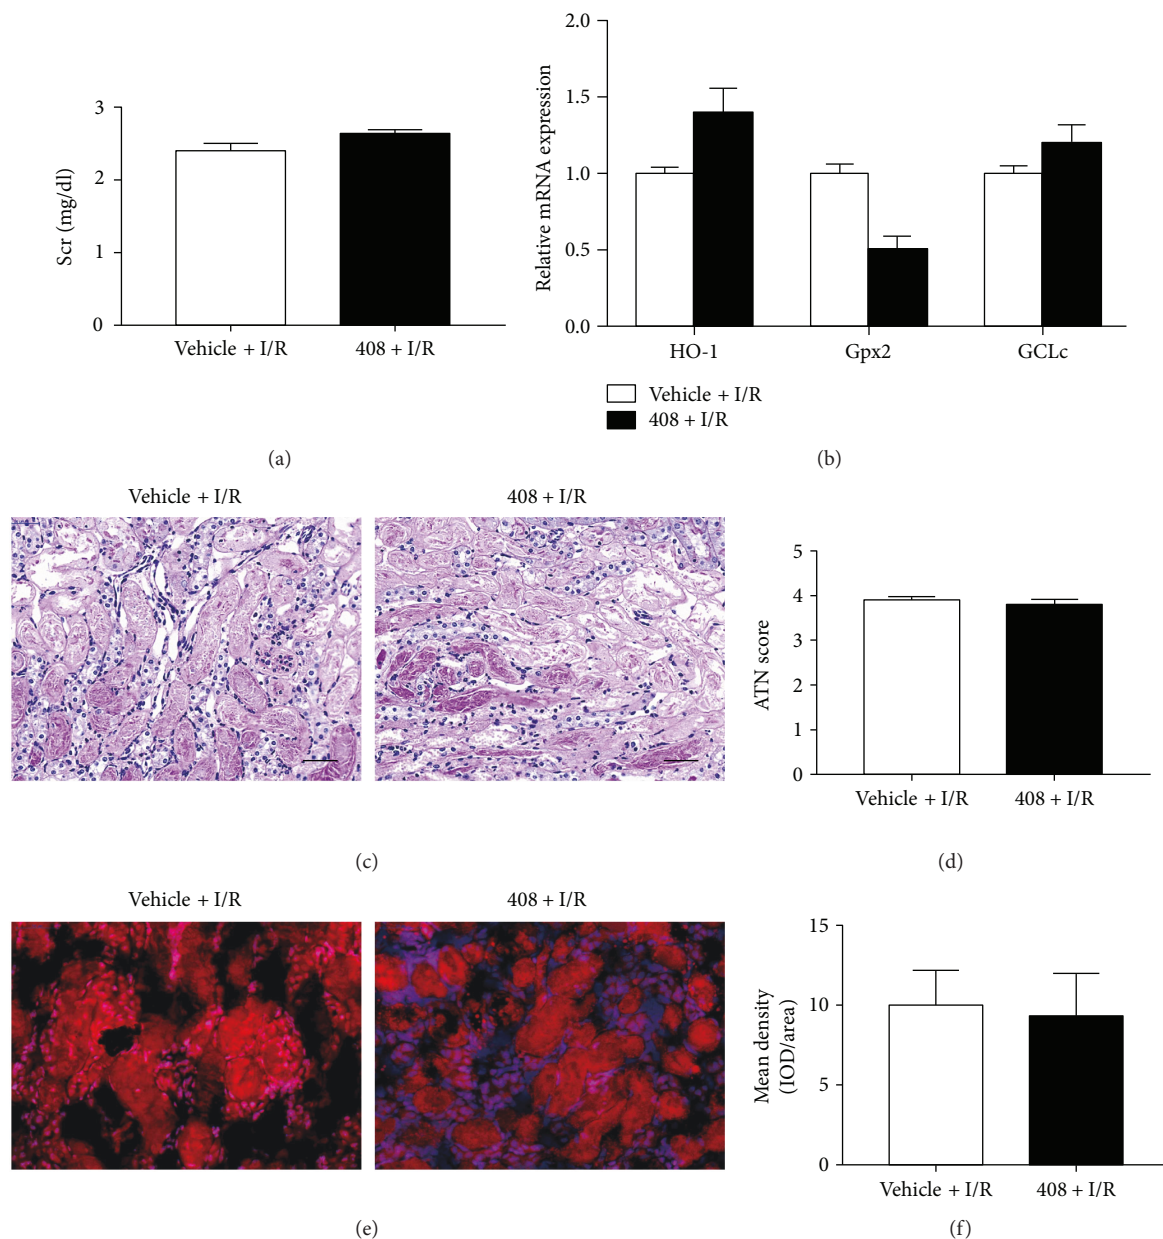 3
2
1
0
Scr (mg/dl)
Vehicle + I/R
408 + I/R
(a)
2.0
1.5
1.0
0.5
0.0
Relative mRNA expression
HO-1
Gpx2
GCLc
Vehicle + I/R
408 + I/R
(b)
Vehicle + I/R
408 + I/R
(c)
5
4
3
2
1
0
ATN score
Vehicle + I/R
408 + I/R
(d)
Vehicle + I/R
408 + I/R
(e)
15
10
5
0
Mean density
(IOD/area)
Vehicle + I/R
408 + I/R
(f)